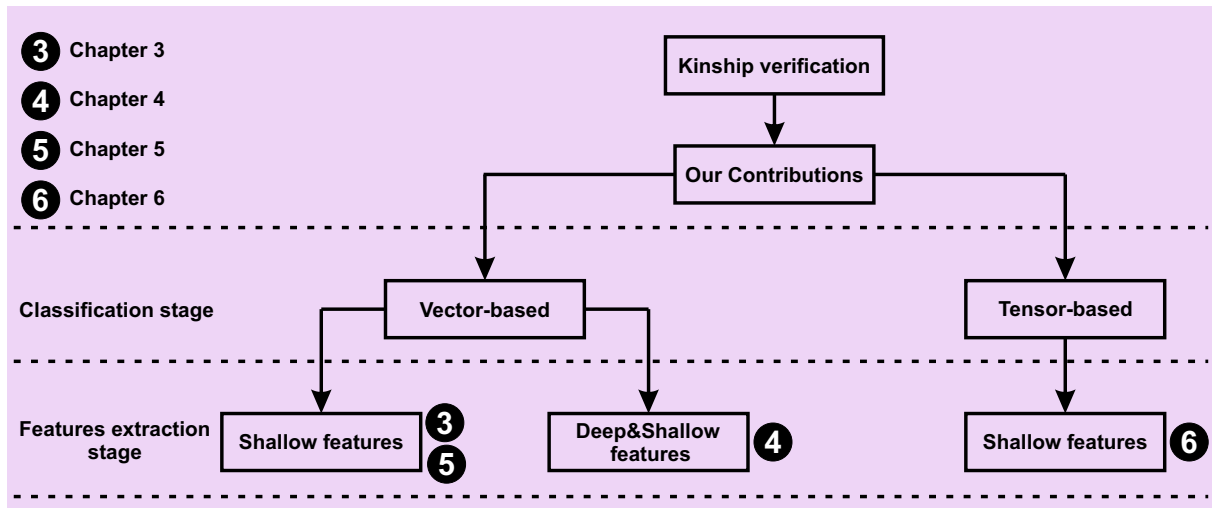 3 Chapter 3
4 Chapter 4
5 Chapter 5
6 Chapter 6
Kinship verification
Our Contributions
Classification stage
Vector-based
Tensor-based
Features extraction
stage
Shallow features
3
5
Deep&Shallow
features
4
Shallow features
6